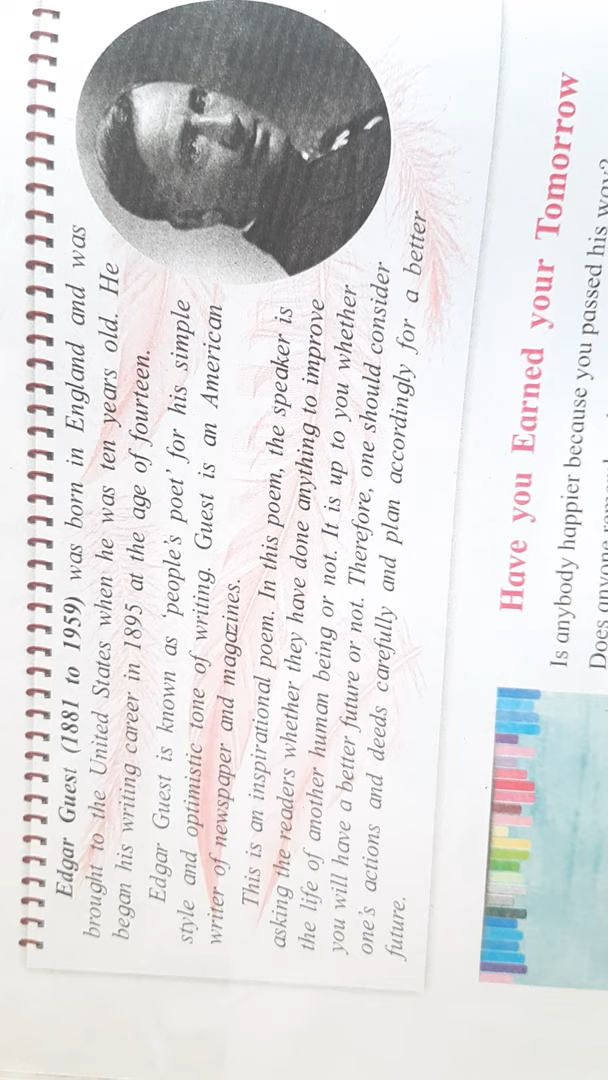 Edgar Guest (1881 to 1959) was born in England and was
brought to the United States when he was ten years old. He
began his writing career in 1895 at the age of fourteen.
Edgar Guest is known as 'people's poet' for his simple
style and optimistic tone of writing. Guest is an American
writer of newspaper and magazines.
This is an inspirational poem. In this poem, the speaker is
asking the readers whether they have done anything to improve
the life of another human being or not. It is up to you whether
you will have a better future or not. Therefore, one should consider
one's actions and deeds carefully and plan accordingly for a better
future.
Have you Earned your Tomorrow
Is anybody happier because you passed his way?
Does anyone